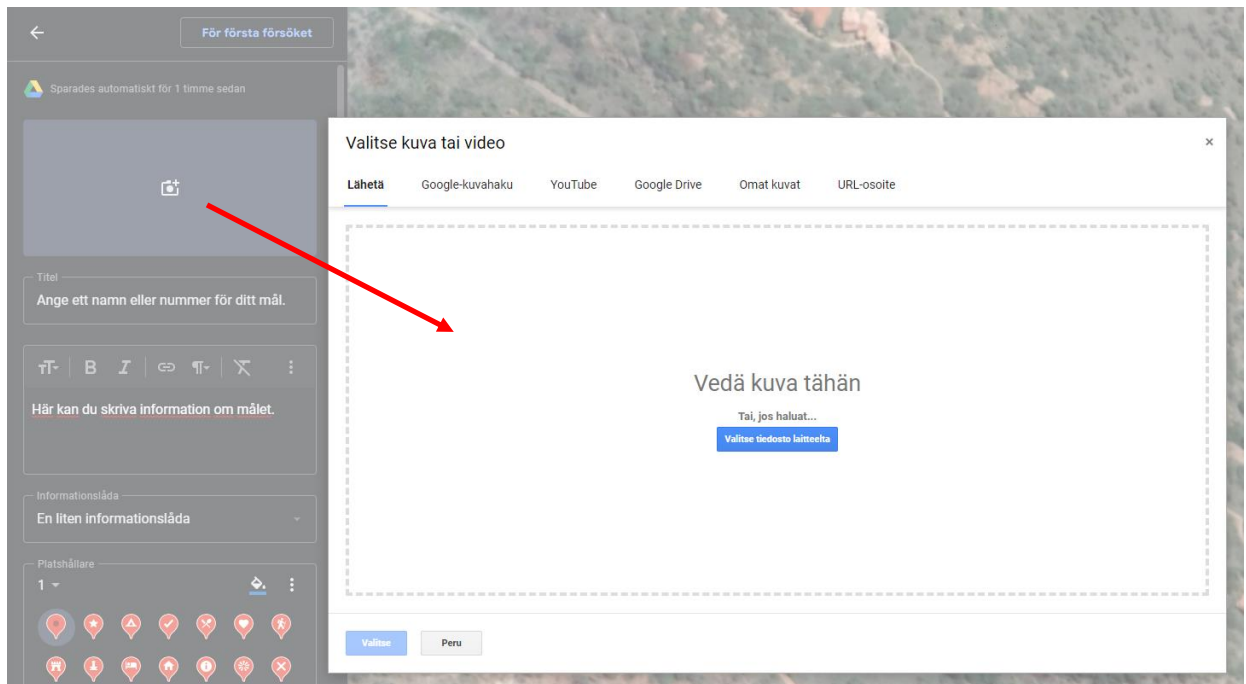 För första försöket
Sparades automatiskt för 1 timme sedan
Titel
Ange ett namn eller nummer för ditt mål.
B I
Här kan du skriva information om målet.
Informationslåda
En liten informationslåda
Platshållare
1
Valitse kuva tai video
×
Lähetä Google-kuvahaku YouTube Google Drive Omat kuvat URL-osoite
Vedä kuva tähän
Tai, jos haluat...
Valitse tiedosto laitteelta
Valitse Peru